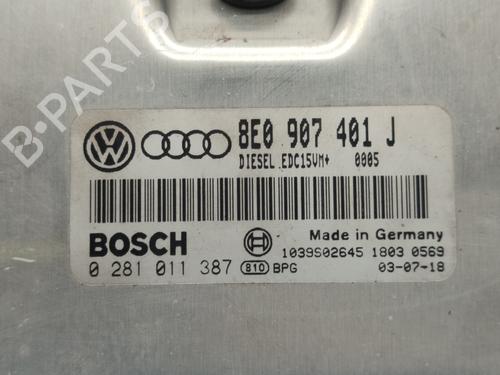 B-PARTS
8E0 907 401 J
DIESEL EDC15VM+ 0005
BOSCH
Made in Germany
0 281 011 387
810 BPG
1039S02645 1803 0569
03-07-18